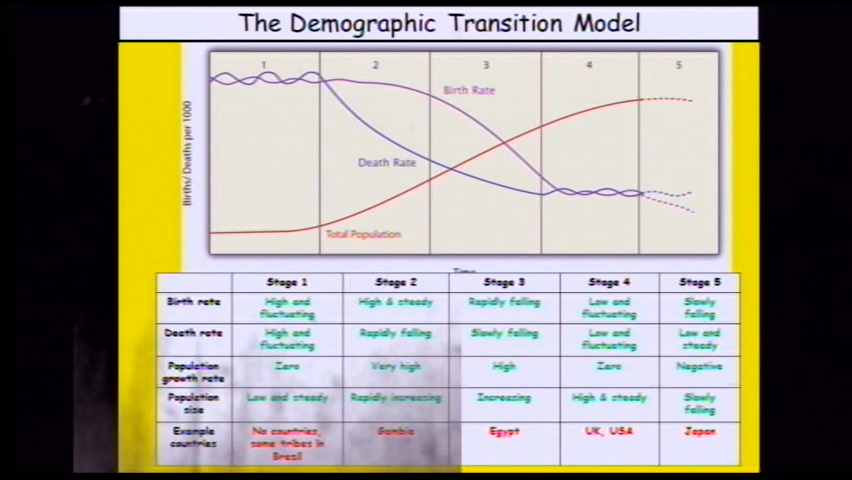 The Demographic Transition Model
1 2 3 4 5
Birth Rate
Births/ Deaths per 1000
Death Rate
Total Population
Time
Stage 1 Stage 2 Stage 3 Stage 4 Stage 5
Birth rate High and High & steady Rapidly falling Low and Slowly
fluctuating fluctuating falling
Death rate High and Rapidly falling Slowly falling Low and Low and
fluctuating fluctuating steady
Population Zero Very high High Zero Negative
growth rate
Population Low and steady Rapidly increasing Increasing High & steady Slowly
size falling
Example No countries, Gambia Egypt UK, USA Japan
countries some tribes in
Brazil